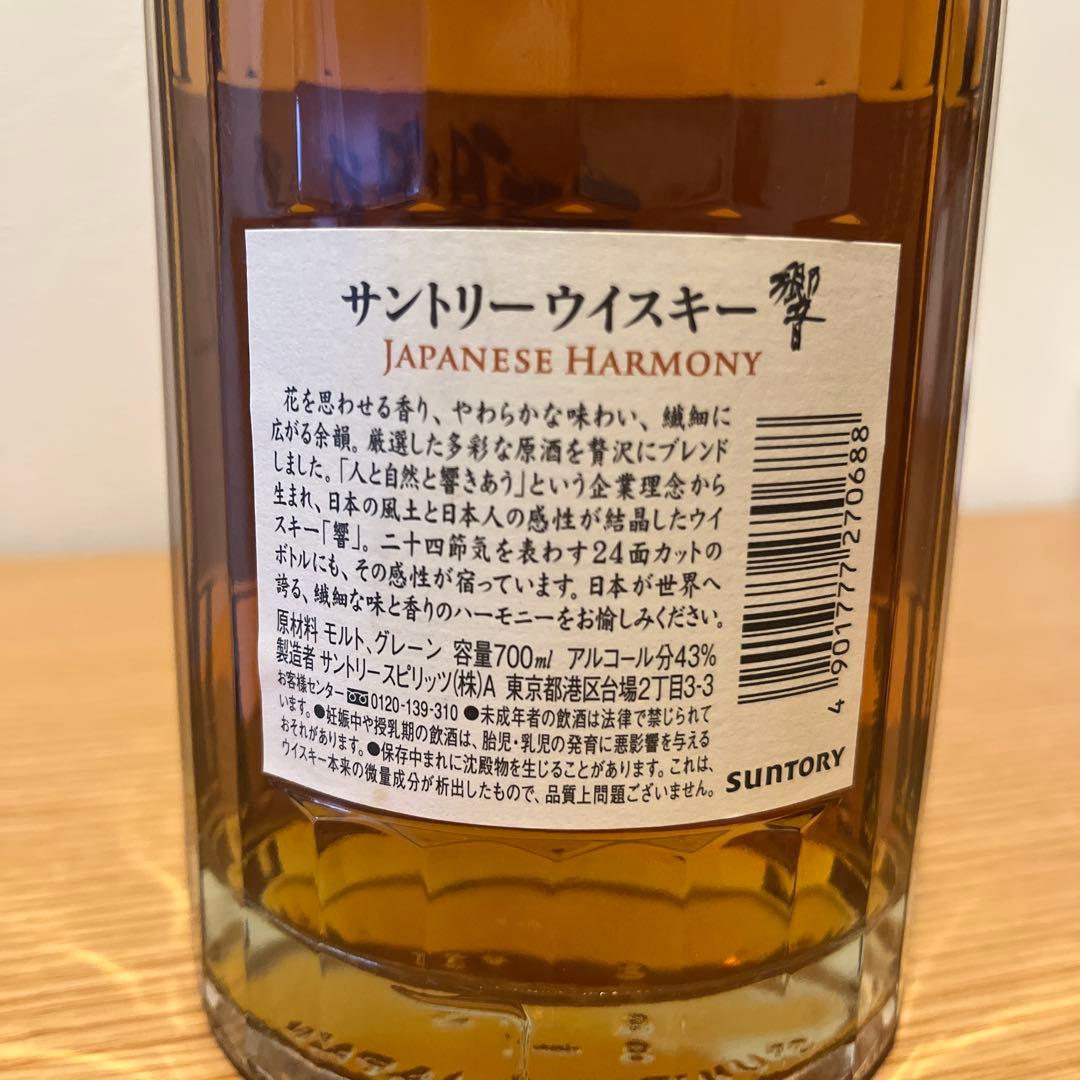 サントリーウイスキー 響
JAPANESE HARMONY
花を思わせる香り、やわらかな味わい、繊細に
広がる余韻。厳選した多彩な原酒を贅沢にブレンド
しました。「人と自然と響きあう」という企業理念から
生まれ、日本の風土と日本人の感性が結晶したウイ
スキー「響」。二十四節気を表わす24面カットの
ボトルにも、その感性が宿っています。日本が世界へ
誇る、繊細な味と香りのハーモニーをお愉しみください。
原材料 モルト、グレーン 容量700ml アルコール分43%
製造者 サントリースピリッツ(株)A 東京都港区台場2丁目3-3
お客様センター 0120-139-310 ●未成年者の飲酒は法律で禁じられて
います。●妊娠中や授乳期の飲酒は、胎児・乳児の発育に悪影響を与える
おそれがあります。●保存中まれに沈殿物を生じることがあります。これは、
ウイスキー本来の微量成分が析出したもので、品質上問題ございません。
SUNTORY
4 901777 270688